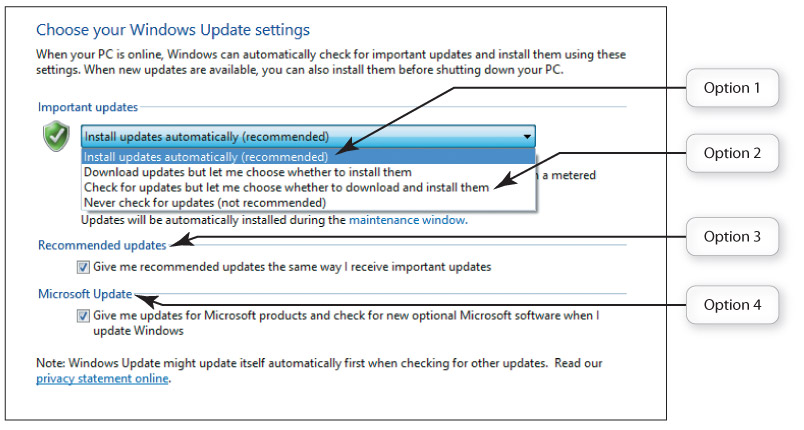 Choose your Windows Update settings
When your PC is online, Windows can automatically check for important updates and install them using these
settings. When new updates are available, you can also install them before shutting down your PC.
Important updates
Option 1
Install updates automatically (recommended)
Install updates automatically (recommended)
Option 2
Download updates but let me choose whether to install them
a metered
Check for updates but let me choose whether to download and install them
Never check for updates (not recommended)
Updates will be automatically installed during the maintenance window.
Option 3
Recommended updates
Give me recommended updates the same way I receive important updates
Microsoft Update
Option 4
Give me updates for Microsoft products and check for new optional Microsoft software when I
update Windows
Note: Windows Update might update itself automatically first when checking for other updates. Read our
privacy statement online.